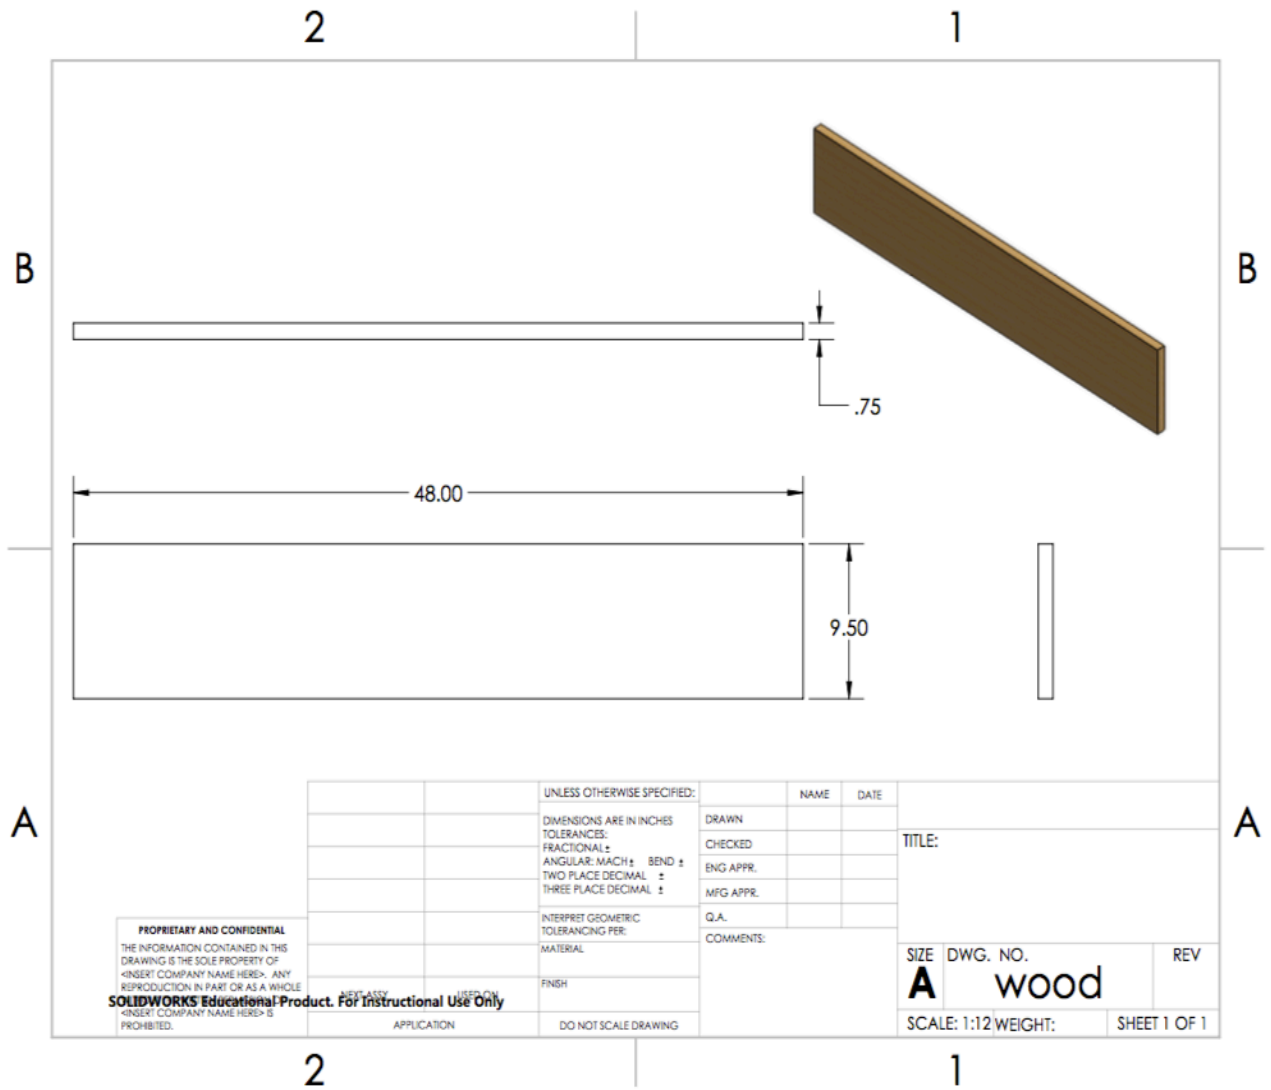 2 1
B B
.75
48.00
9.50
A A
UNLESS OTHERWISE SPECIFIED:
DIMENSIONS ARE IN INCHES
TOLERANCES:
FRACTIONAL±
ANGULAR: MACH± BEND ±
TWO PLACE DECIMAL ±
THREE PLACE DECIMAL ±
INTERPRET GEOMETRIC
TOLERANCING PER:
MATERIAL
FINISH
DO NOT SCALE DRAWING
NAME DATE
DRAWN
CHECKED
ENG APPR.
MFG APPR.
Q.A.
COMMENTS:
TITLE:
SIZE DWG. NO. REV
A wood
SCALE: 1:12 WEIGHT: SHEET 1 OF 1
PROPRIETARY AND CONFIDENTIAL
THE INFORMATION CONTAINED IN THIS
DRAWING IS THE SOLE PROPERTY OF
<INSERT COMPANY NAME HERE>. ANY
REPRODUCTION IN PART OR AS A WHOLE
<INSERT COMPANY NAME HERE> IS
PROHIBITED.
NEXT ASSY USED ON
SOLIDWORKS Educational Product. For Instructional Use Only
APPLICATION
2 1